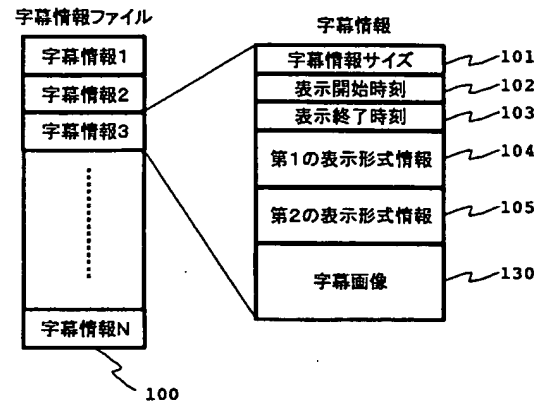 字幕情報ファイル
字幕情報1
字幕情報2
字幕情報3
字幕情報N
100
字幕情報
字幕情報サイズ
101
表示開始時刻
102
表示終了時刻
103
第1の表示形式情報
104
第2の表示形式情報
105
字幕画像
130